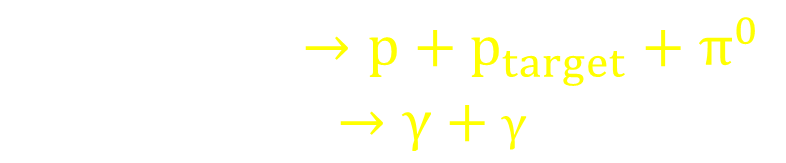 → p + p_target + π⁰
→ γ + γ